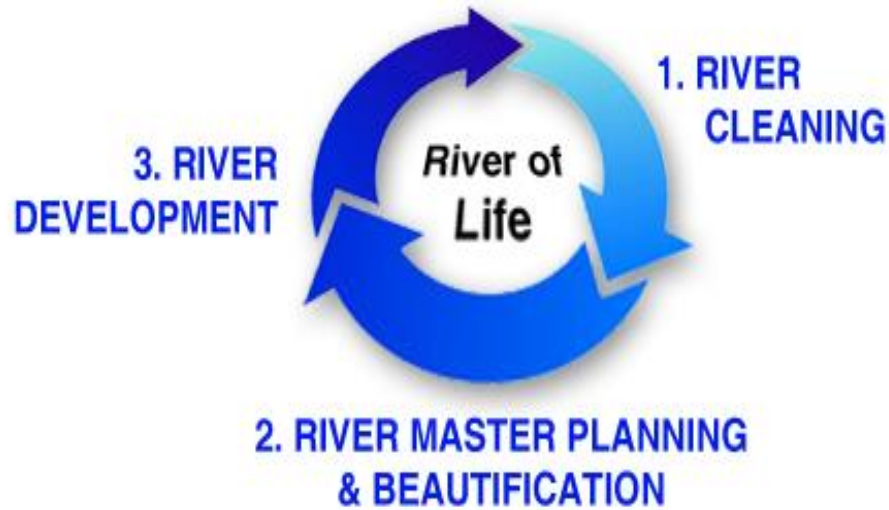 1. RIVER
CLEANING
2. RIVER MASTER PLANNING
& BEAUTIFICATION
3. RIVER
DEVELOPMENT
River of
Life